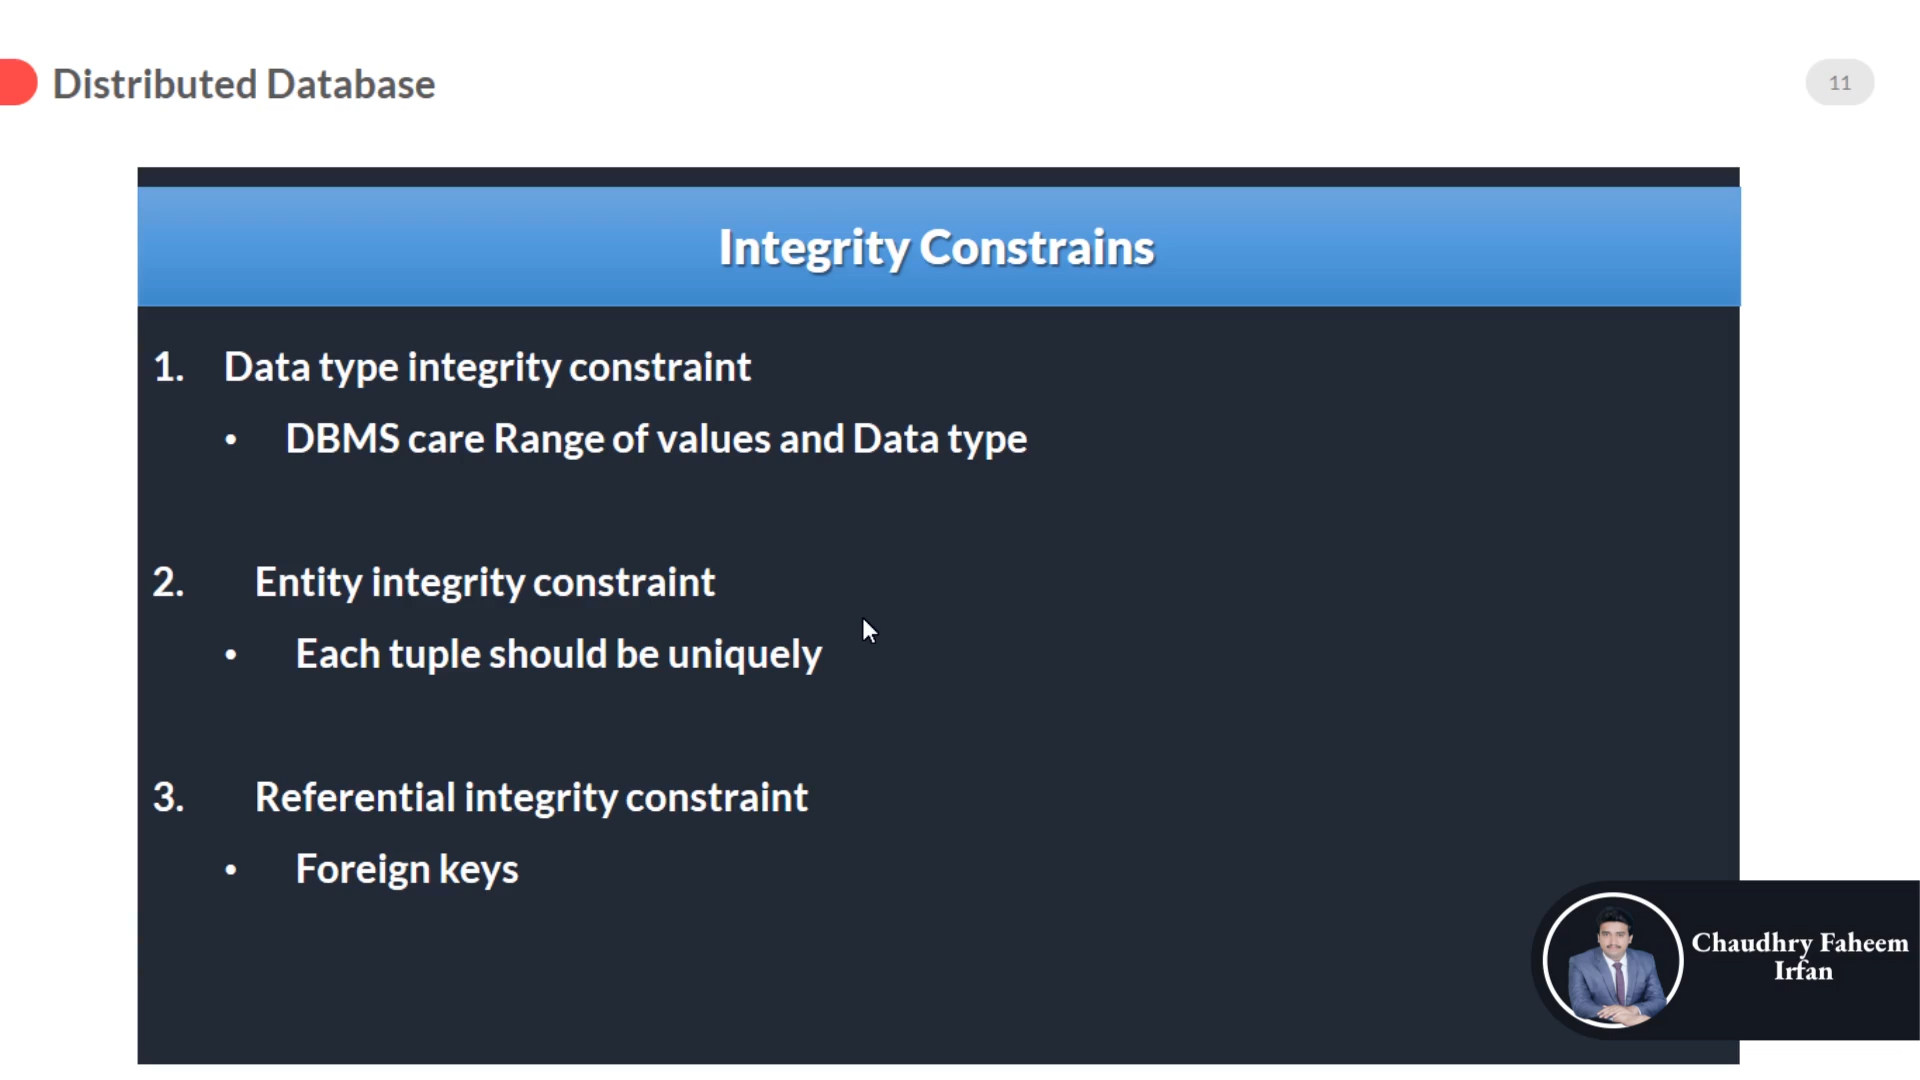 Distributed Database
11
Integrity Constrains
1. Data type integrity constraint
• DBMS care Range of values and Data type
2. Entity integrity constraint
• Each tuple should be uniquely
3. Referential integrity constraint
• Foreign keys
Chaudhry Faheem
Irfan